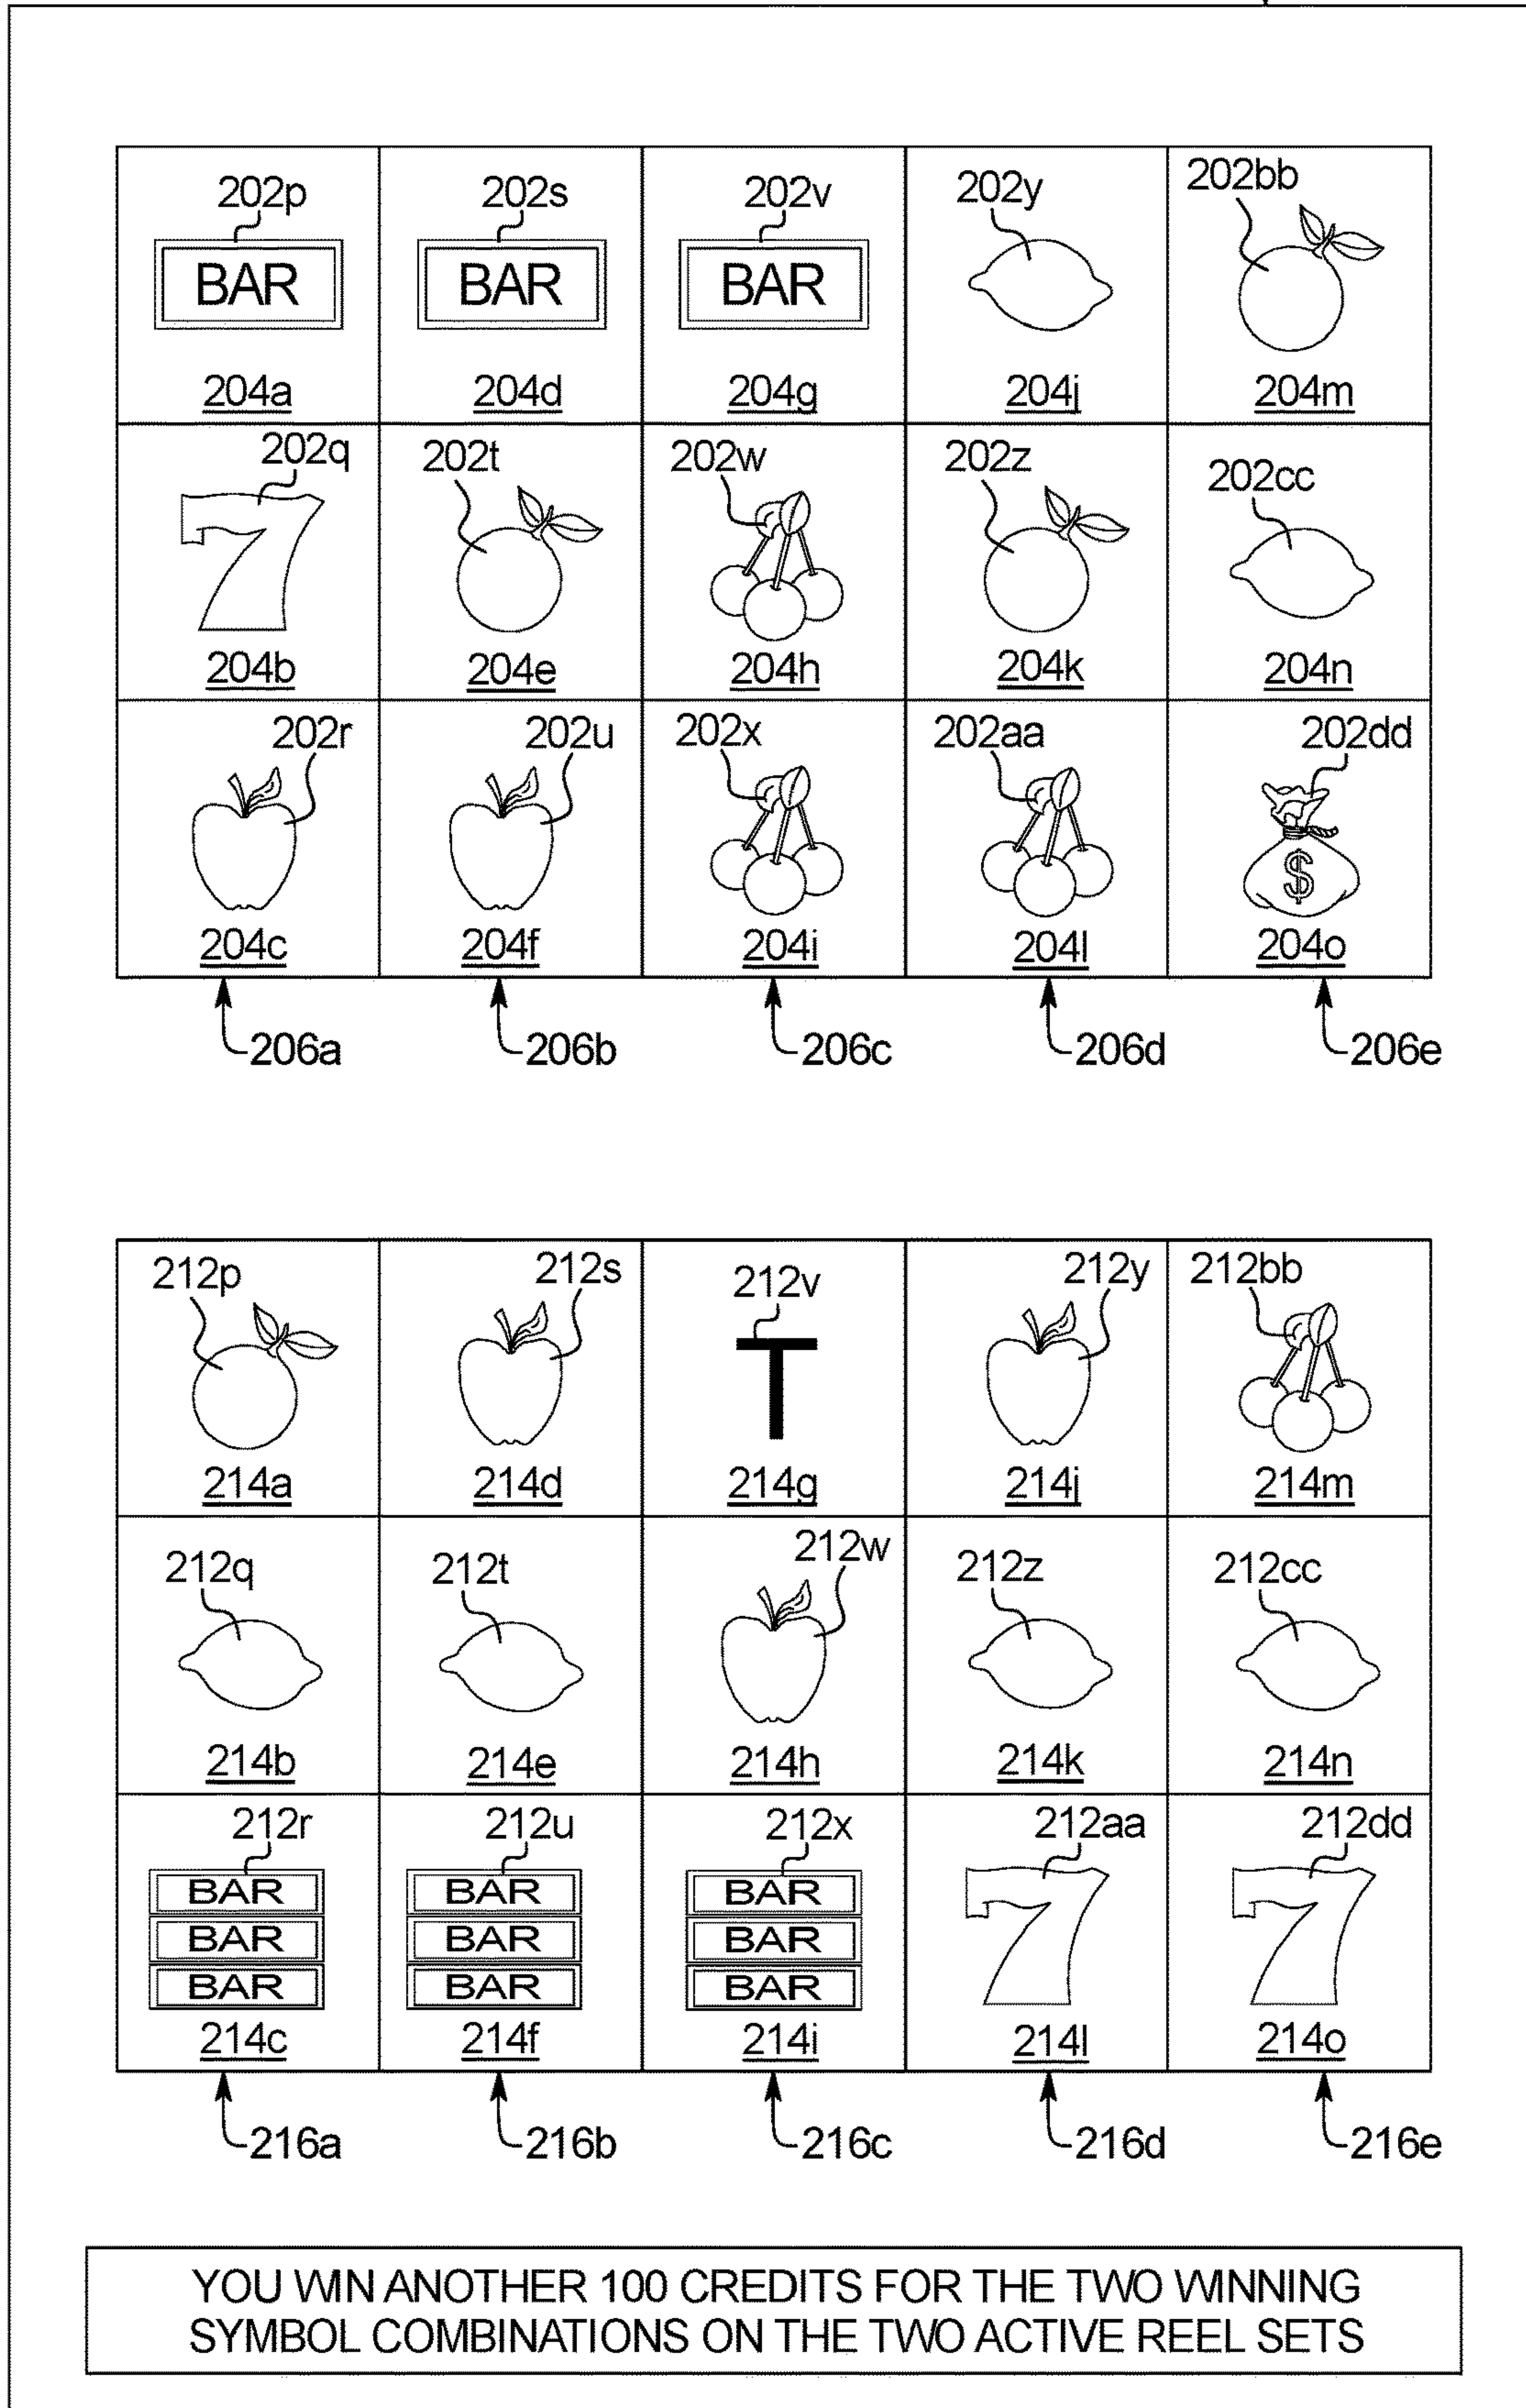 202p 202s 202v 202y 202bb
BAR BAR BAR
204a 204d 204g 204j 204m
202q 202t 202w 202z 202cc
7
204b 204e 204h 204k 204n
202r 202u 202x 202aa 202dd
$
204c 204f 204i 204l 204o
206a 206b 206c 206d 206e
212p 212s 212v 212y 212bb
T
214a 214d 214g 214j 214m
212q 212t 212w 212z 212cc
214b 214e 214h 214k 214n
212r 212u 212x 212aa 212dd
BAR BAR BAR 7 7
BAR BAR BAR
BAR BAR BAR
214c 214f 214i 214l 214o
216a 216b 216c 216d 216e
YOU WIN ANOTHER 100 CREDITS FOR THE TWO WINNING
SYMBOL COMBINATIONS ON THE TWO ACTIVE REEL SETS